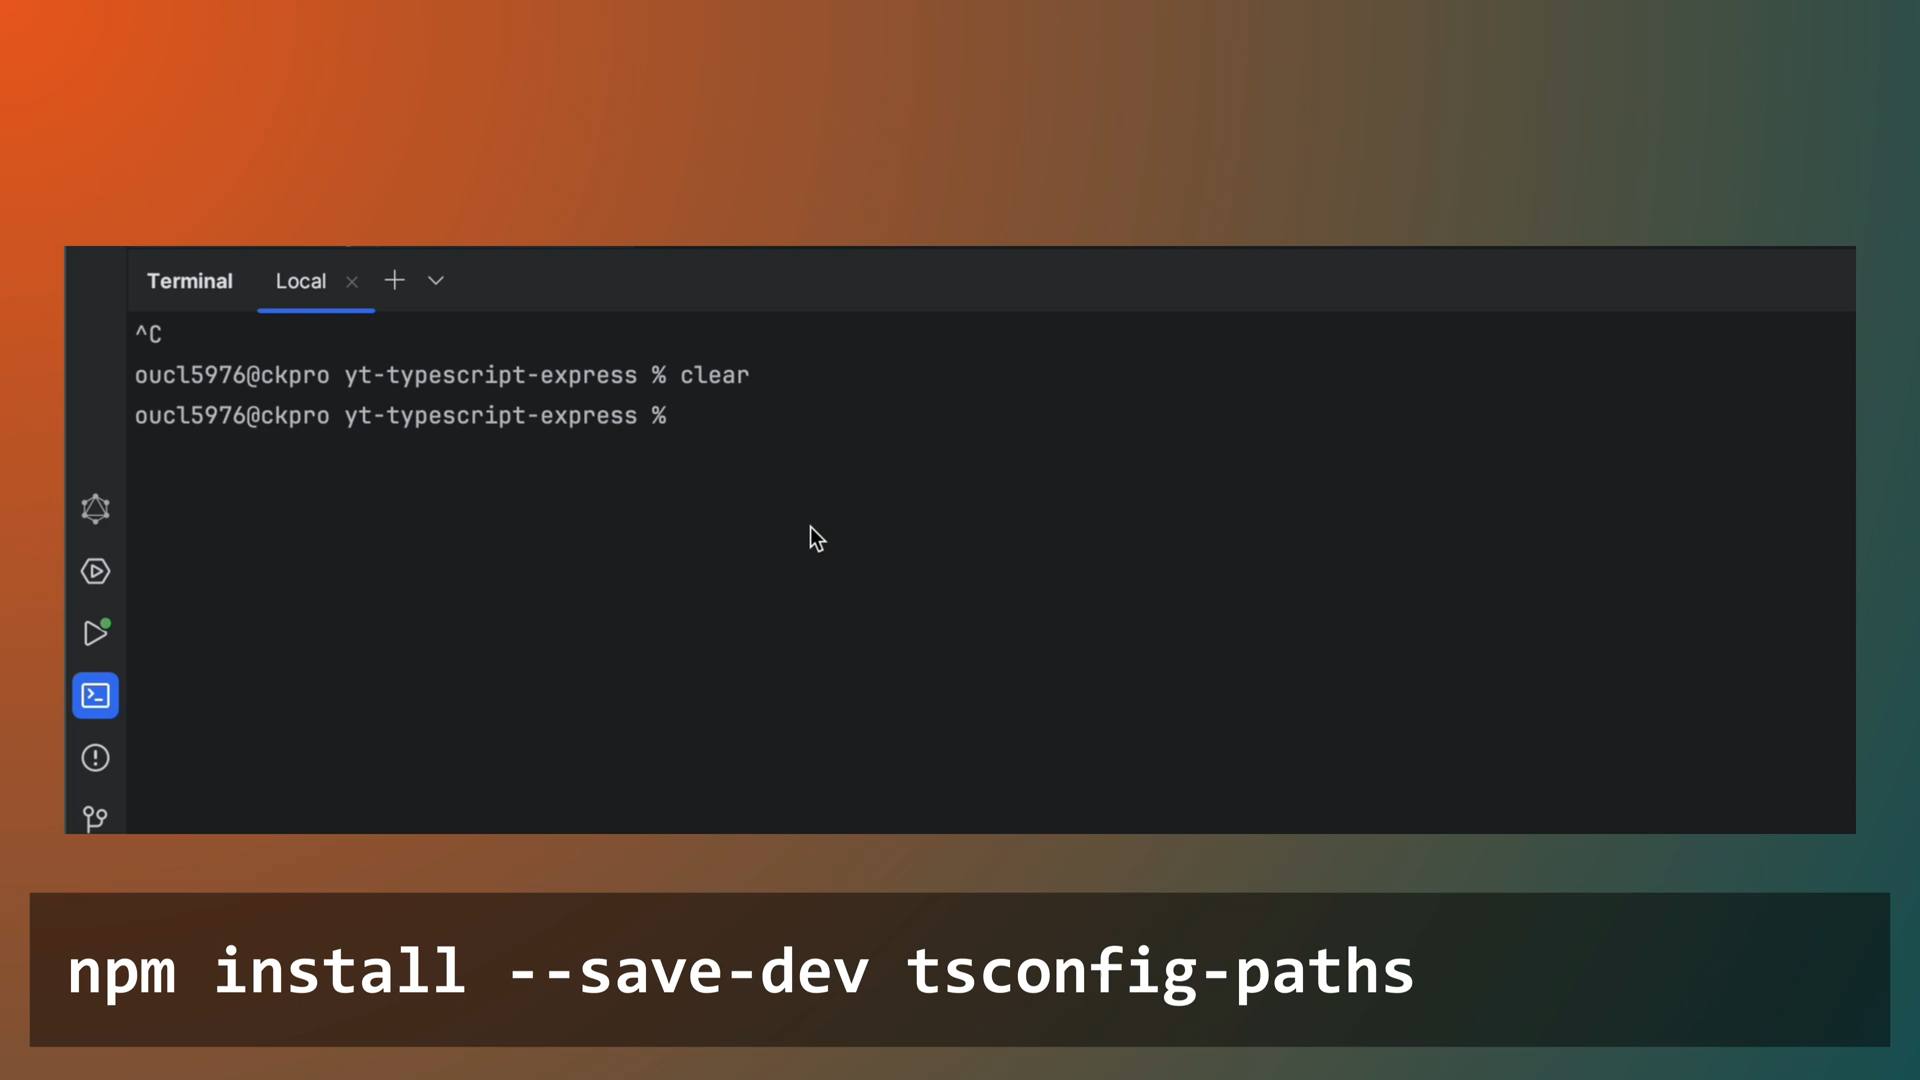 Terminal Local
^C
oucl5976@ckpro yt-typescript-express % clear
oucl5976@ckpro yt-typescript-express %
npm install --save-dev tsconfig-paths